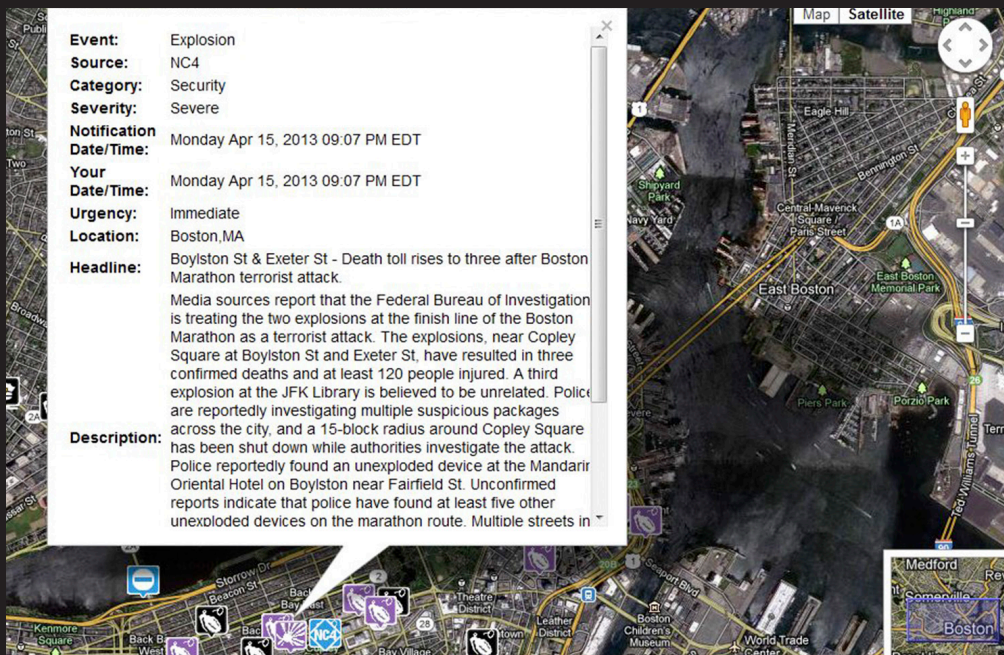 Map
Satellite
Event: Explosion
Source: NC4
Category: Security
Severity: Severe
Notification
Date/Time: Monday Apr 15, 2013 09:07 PM EDT
Your
Date/Time: Monday Apr 15, 2013 09:07 PM EDT
Urgency: Immediate
Location: Boston,MA
Headline: Boylston St & Exeter St - Death toll rises to three after Boston
Marathon terrorist attack.
Description: Media sources report that the Federal Bureau of Investigation
is treating the two explosions at the finish line of the Boston
Marathon as a terrorist attack. The explosions, near Copley
Square at Boylston St and Exeter St, have resulted in three
confirmed deaths and at least 120 people injured. A third
explosion at the JFK Library is believed to be unrelated. Police
are reportedly investigating multiple suspicious packages
across the city, and a 15-block radius around Copley Square
has been shut down while authorities investigate the attack.
Police reportedly found an unexploded device at the Mandarin
Oriental Hotel on Boylston near Fairfield St. Unconfirmed
reports indicate that police have found at least five other
unexploded devices on the marathon route. Multiple streets in
Eagle Hill
Meridian St
Bennington St
1
Shipyard
Park
Navy Yard
Central Maverick
Square /
Paris Street
1A
East Boston
Memorial Park
East Boston
26
Piers Park
Porzio Park
Ted Williams Tunnel
90
2A
2A
Storrow Dr
Beacon St
Kenmore
Square
2
28
NC4
Bay Village
Theatre
District
Leather
District
20B
1
Seaport Blvd
Boston
Children's
Museum
World Trade
Center
Medford
Somerville
Boston